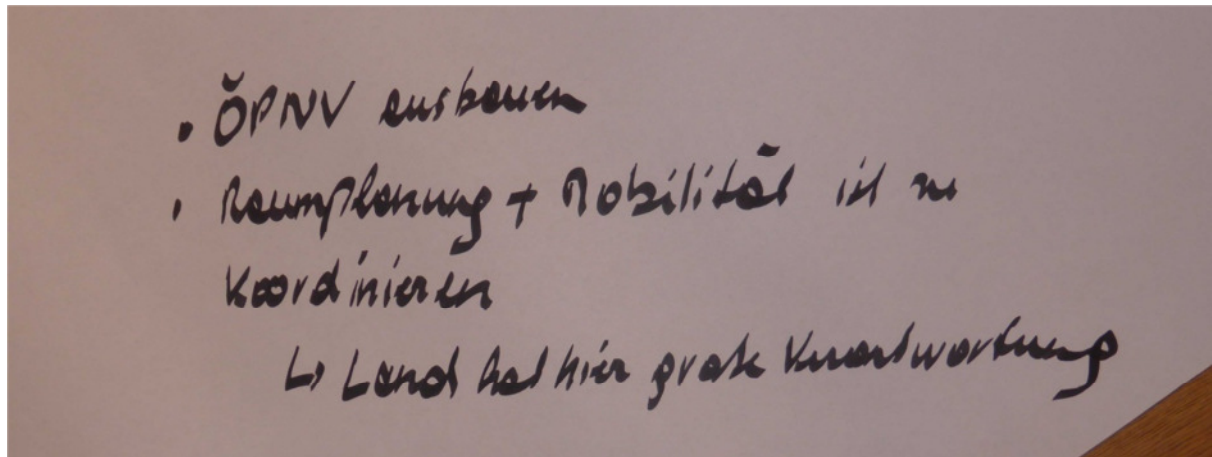 • ÖPNV ausbauen
• Raumplanung + Mobilität ist zu
koordinieren
↳ Land hat hier große Verantwortung